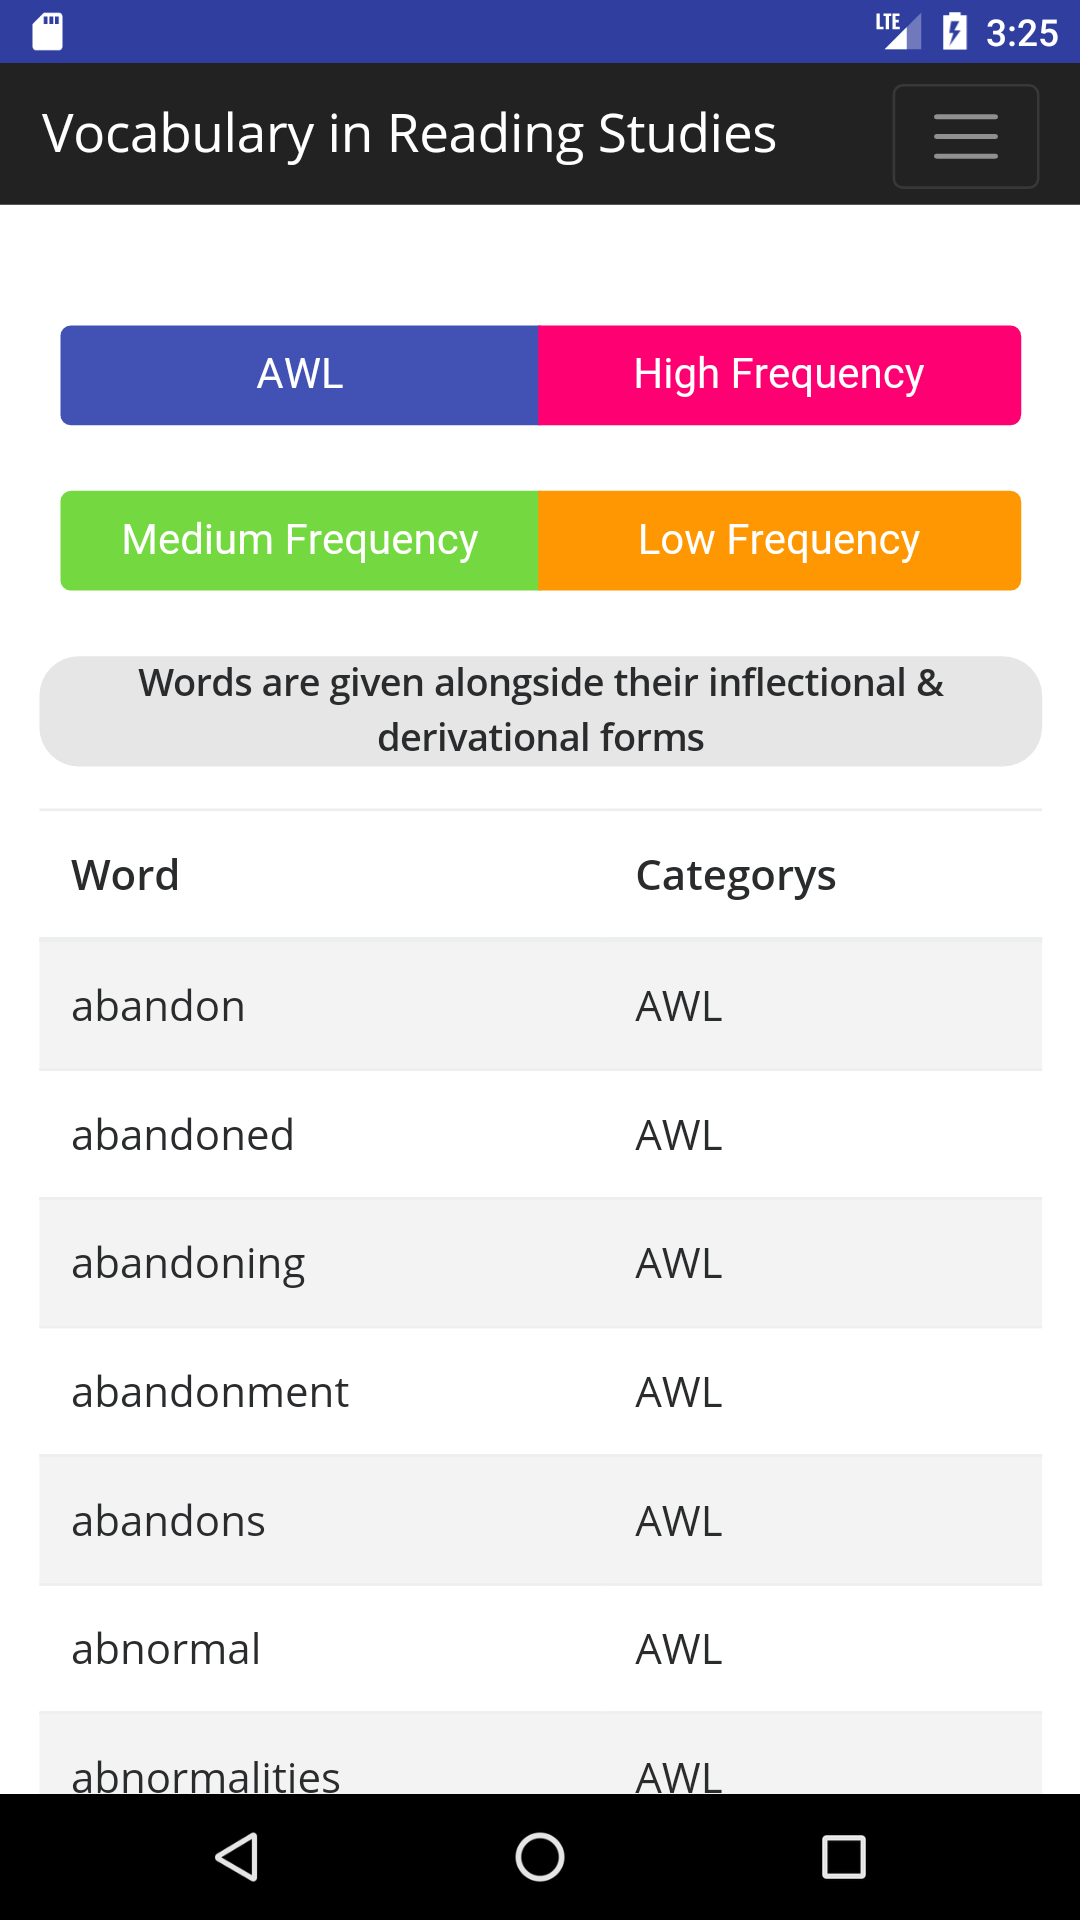 LTE 3:25
Vocabulary in Reading Studies
AWL High Frequency
Medium Frequency Low Frequency
Words are given alongside their inflectional &
derivational forms
Word Categorys
abandon AWL
abandoned AWL
abandoning AWL
abandonment AWL
abandons AWL
abnormal AWL
abnormalities AWL